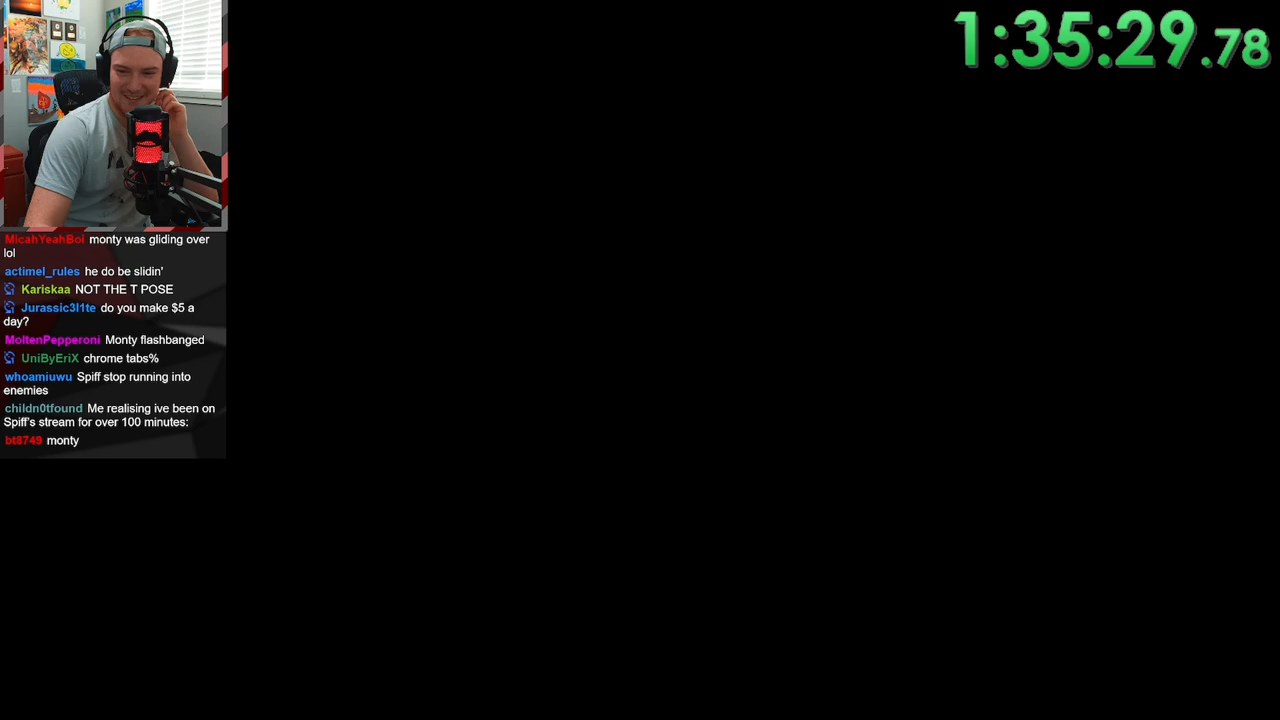 1:35:29.78
MicahYeahBoi monty was gliding over
lol
actimel_rules he do be slidin'
Kariskaa NOT THE T POSE
Jurassic3l1te do you make $5 a
day?
MoltenPepperoni Monty flashbanged
UniByEriX chrome tabs%
whoamiuwu Spiff stop running into
enemies
childn0tfound Me realising ive been on
Spiff's stream for over 100 minutes:
bt8749 monty